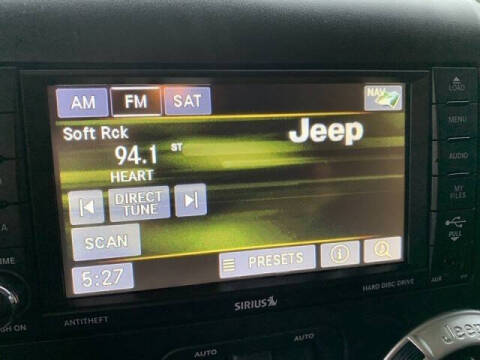 AM FM SAT NAV LOAD
Soft Rck Jeep MENU
94.1 ST
HEART AUDIO
DIRECT TUNE MY FILES
SCAN PULL
PRESETS
5:27
SIRIUS HARD DISC DRIVE AUX
ANTITHEFT
AUTO AUTO Jeep